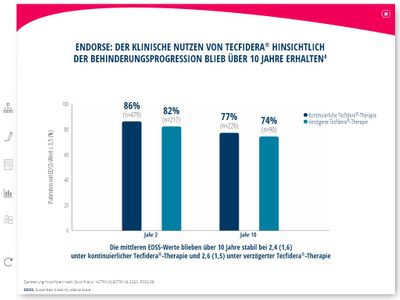 ENDORSE: DER KLINISCHE NUTZEN VON TECFIDERA® HINSICHTLICH
DER BEHINDERUNGSPROGRESSION BLIEB ÜBER 10 JAHRE ERHALTEN⁴
Patienten mit EDSS-Wert ≤ 3,5 (%)
100
80
60
40
20
0
86%
(n=479)
82%
(n=217)
77%
(n=226)
74%
(n=90)
Jahr 2
Jahr 10
Kontinuierliche Tecfidera®-Therapie
Verzögerte Tecfidera®-Therapie
Die mittleren EDSS-Werte blieben über 10 Jahre stabil bei 2,4 (1,6)
unter kontinuierlicher Tecfidera®-Therapie und 2,6 (1,5) unter verzögerter Tecfidera®-Therapie
Darstellung modifiziert nach Gold R et al. ACTRIMS-ECTRIMS 2020.
EDSS: Expanded disability status scale